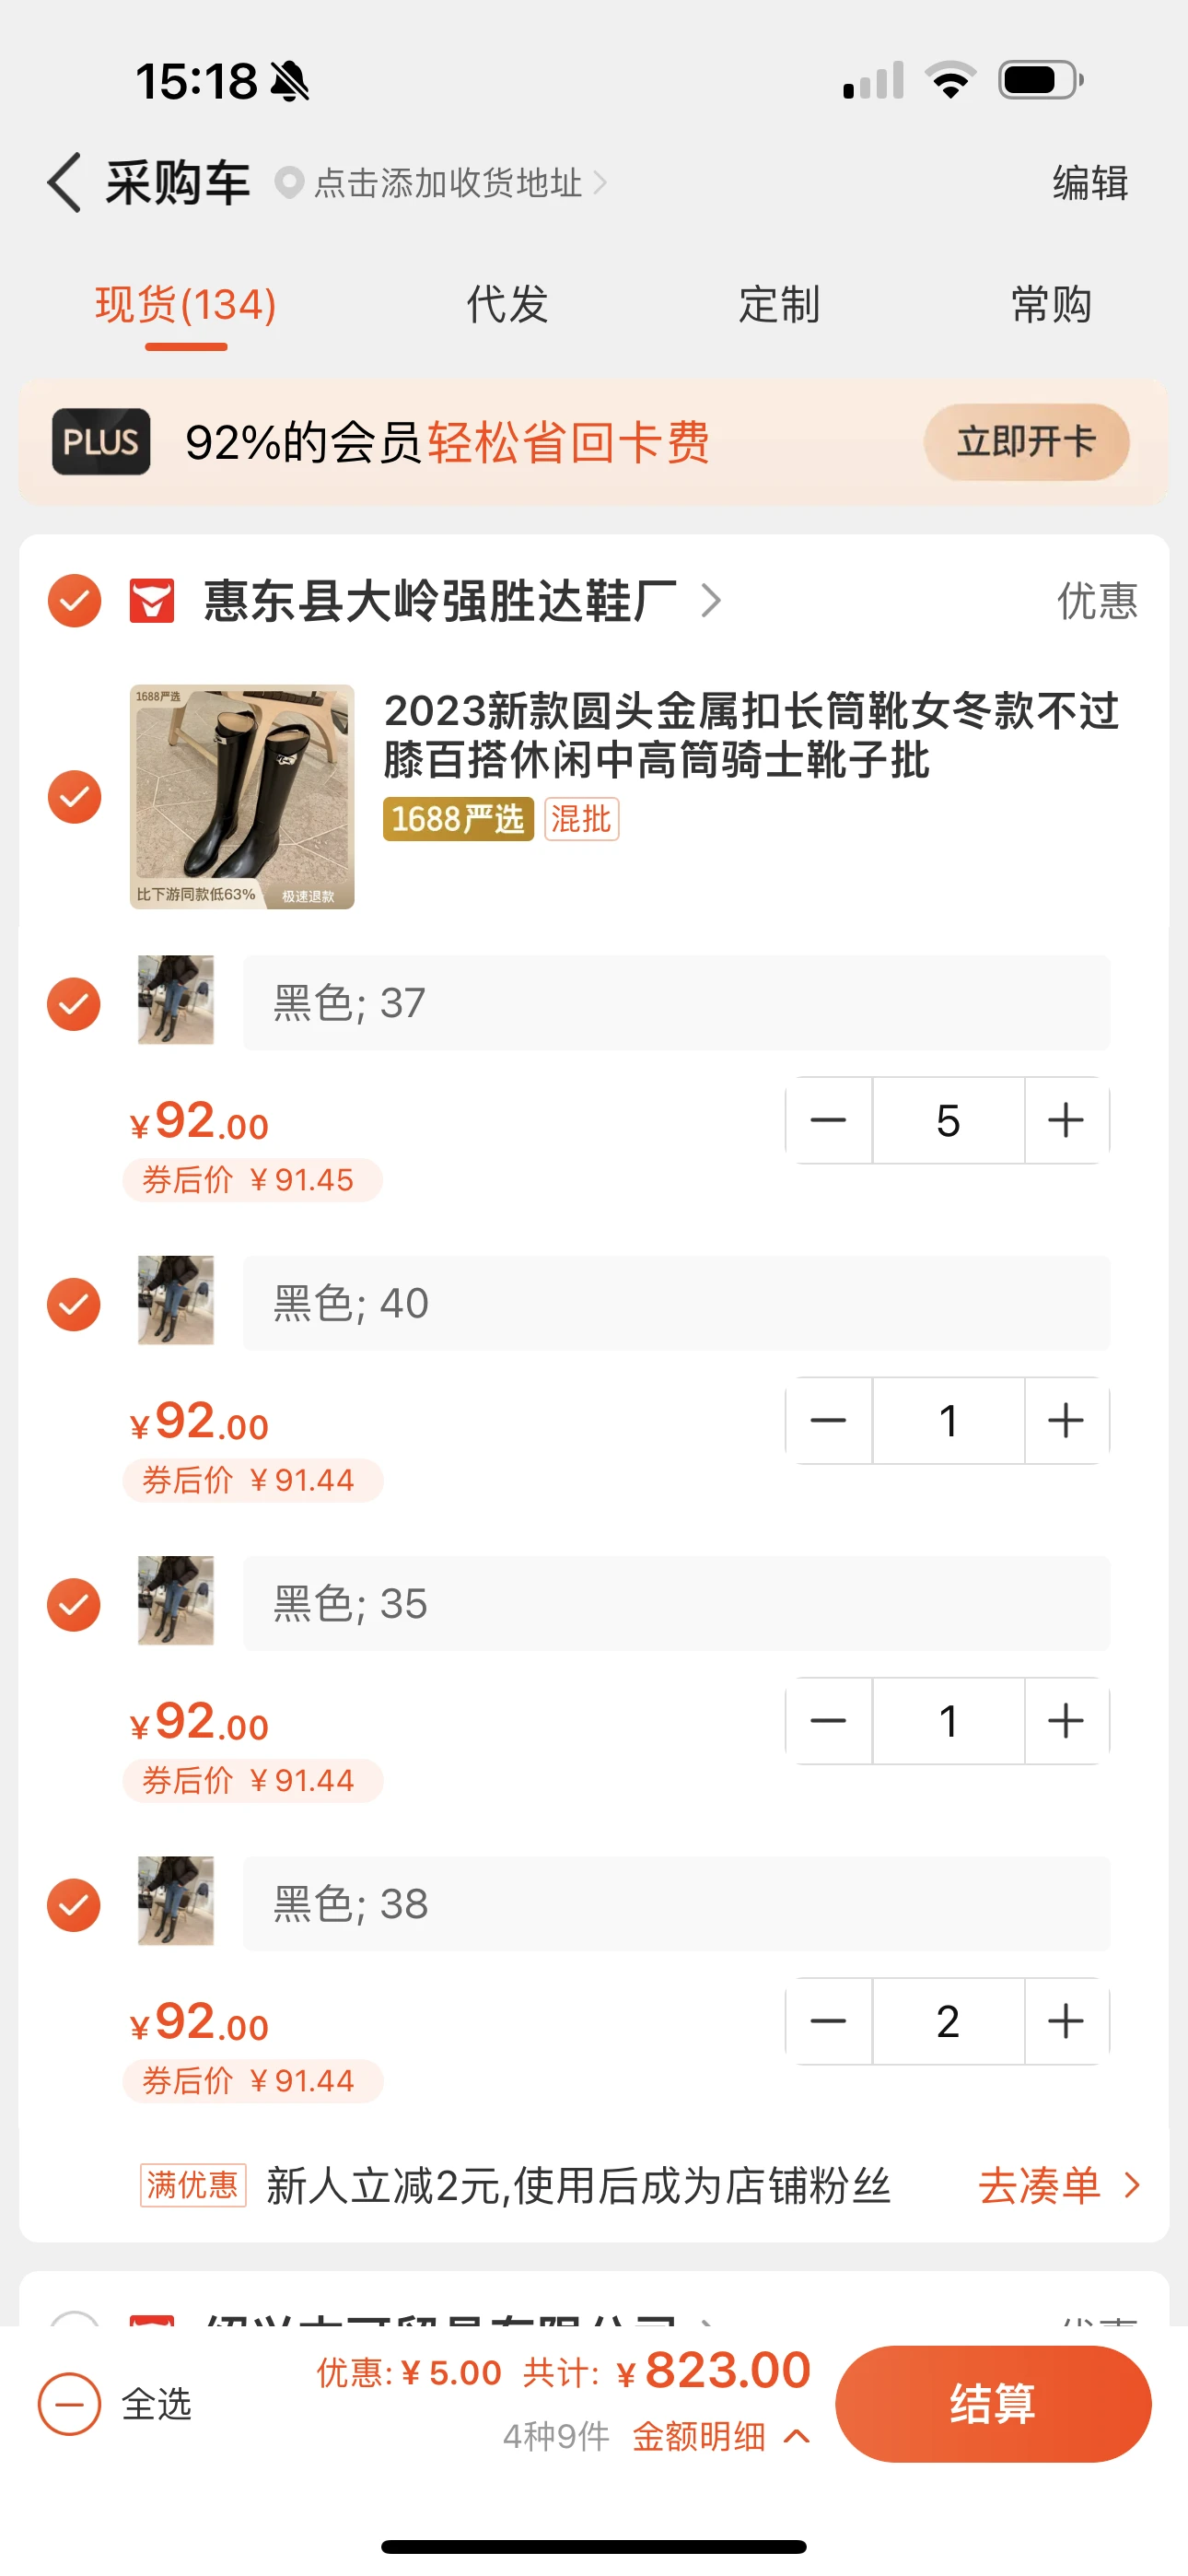 15:18
采购车 点击添加收货地址
编辑
现货(134) 代发 定制 常购
PLUS 92%的会员轻松省回卡费 立即开卡
惠东县大岭强胜达鞋厂 优惠
1688严选
比下游同款低63% 极速退款
2023新款圆头金属扣长筒靴女冬款不过
膝百搭休闲中高筒骑士靴子批
1688严选 混批
黑色; 37
¥92.00 5
券后价 ¥91.45
黑色; 40
¥92.00 1
券后价 ¥91.44
黑色; 35
¥92.00 1
券后价 ¥91.44
黑色; 38
¥92.00 2
券后价 ¥91.44
满优惠 新人立减2元,使用后成为店铺粉丝 去凑单
优惠
全选 优惠: ¥5.00 共计: ¥823.00 结算
4种9件 金额明细